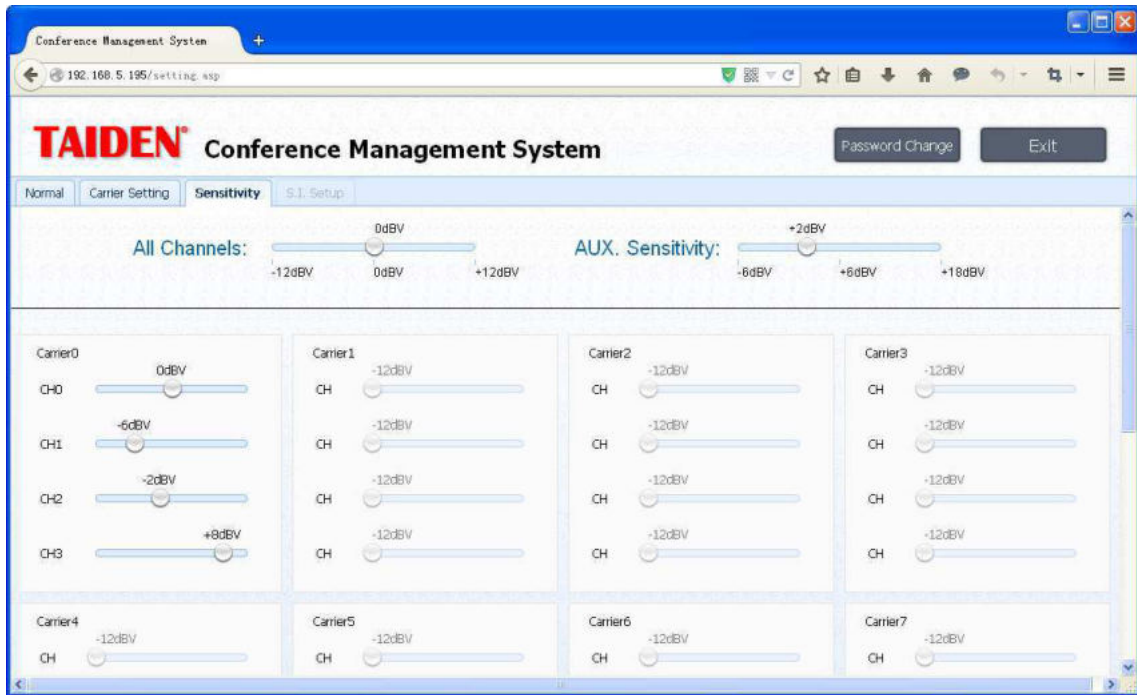 Conference Management System
192.168.5.195/setting.asp
TAIDEN® Conference Management System
Password Change
Exit
Normal
Carrier Setting
Sensitivity
S.I. Setup
All Channels:
0dBV
-12dBV 0dBV +12dBV
AUX. Sensitivity:
+2dBV
-6dBV +6dBV +18dBV
Carrier0
0dBV
CH0
-6dBV
CH1
-2dBV
CH2
+8dBV
CH3
Carrier1
-12dBV
CH
-12dBV
CH
-12dBV
CH
-12dBV
CH
Carrier2
-12dBV
CH
-12dBV
CH
-12dBV
CH
-12dBV
CH
Carrier3
-12dBV
CH
-12dBV
CH
-12dBV
CH
-12dBV
CH
Carrier4
-12dBV
CH
Carrier5
-12dBV
CH
Carrier6
-12dBV
CH
Carrier7
-12dBV
CH